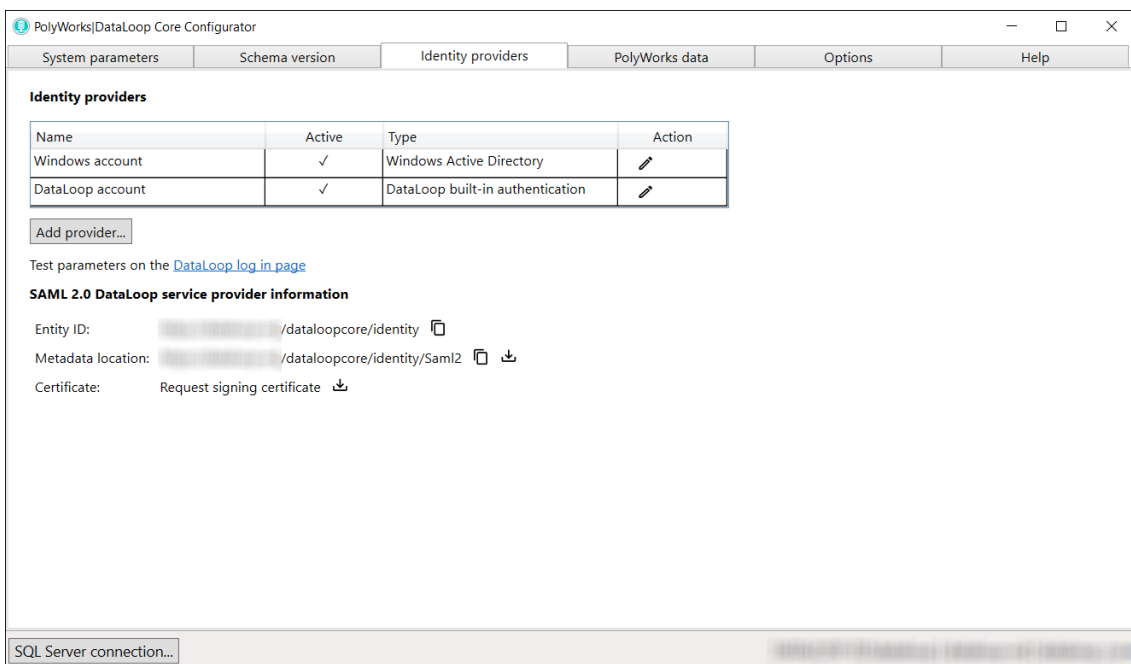 PolyWorks|DataLoop Core Configurator
System parameters Schema version Identity providers PolyWorks data Options Help
Identity providers
Name Active Type Action
Windows account ✓ Windows Active Directory
DataLoop account ✓ DataLoop built-in authentication
Add provider...
Test parameters on the DataLoop log in page
SAML 2.0 DataLoop service provider information
Entity ID: /dataloopcore/identity
Metadata location: /dataloopcore/identity/Saml2
Certificate: Request signing certificate
SQL Server connection...